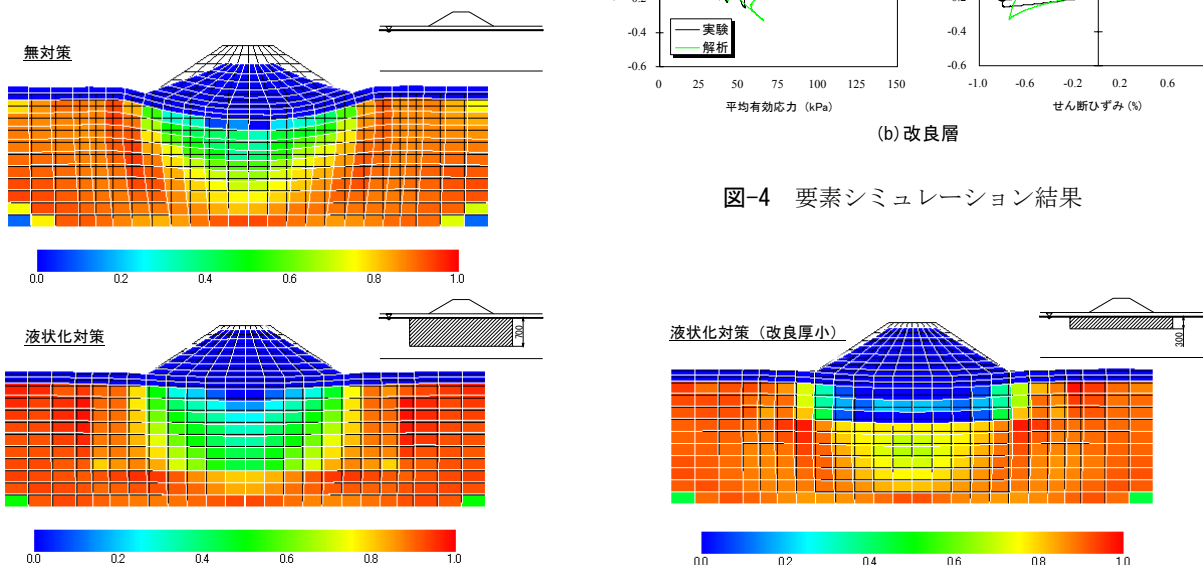 無対策
0.0 0.2 0.4 0.6 0.8 1.0
液状化対策
700
0.0 0.2 0.4 0.6 0.8 1.0
-0.4
-0.6
実験
解析
0 25 50 75 100 125 150
平均有効応力 (kPa)
-0.2
-0.4
-0.6
-1.0 -0.6 -0.2 0.2 0.6
せん断ひずみ(%)
(b)改良層
図-4 要素シミュレーション結果
液状化対策（改良厚小）
300
0.0 0.2 0.4 0.6 0.8 1.0